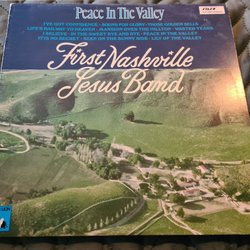 Peace In The Valley
I'VE GOT CONFIDENCE · BOUND FOR GLORY · THOSE GOLDEN BELLS
LIFE'S RAILWAY TO HEAVEN · MANSION OVER THE HILLTOP · WASTED YEARS
I BELIEVE · IN THE SWEET BYE AND BYE · PEACE IN THE VALLEY
IT'S NO SECRET · KEEP ON THE SUNNY SIDE · LILY OF THE VALLEY
First Nashville
Jesus Band